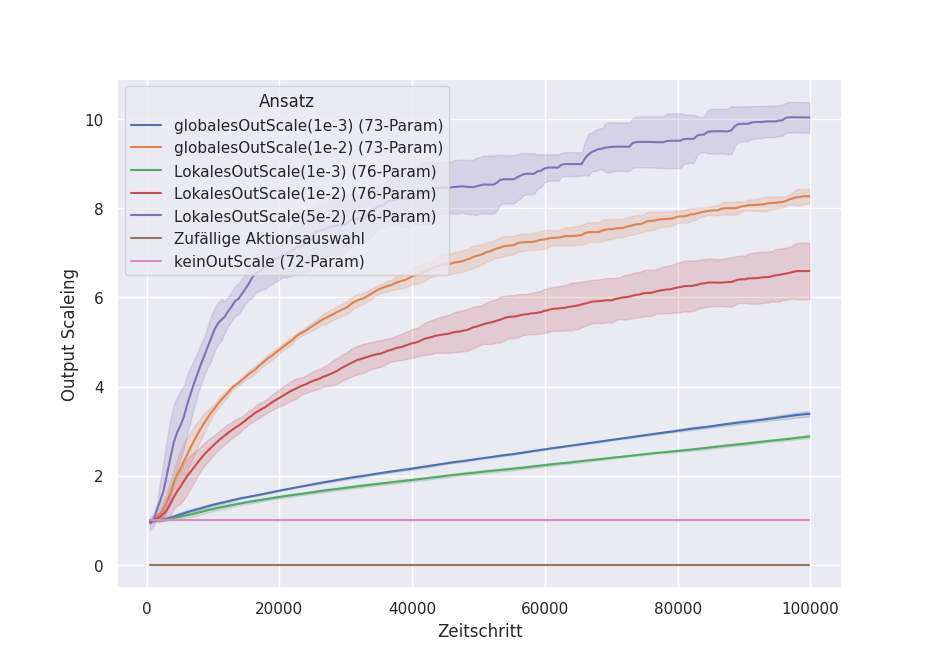 Ansatz
globalesOutScale(1e-3) (73-Param)
globalesOutScale(1e-2) (73-Param)
LokalesOutScale(1e-3) (76-Param)
LokalesOutScale(1e-2) (76-Param)
LokalesOutScale(5e-2) (76-Param)
Zufällige Aktionsauswahl
keinOutScale (72-Param)
Output Scaleing
10
8
6
4
2
0
0 20000 40000 60000 80000 100000
Zeitschritt